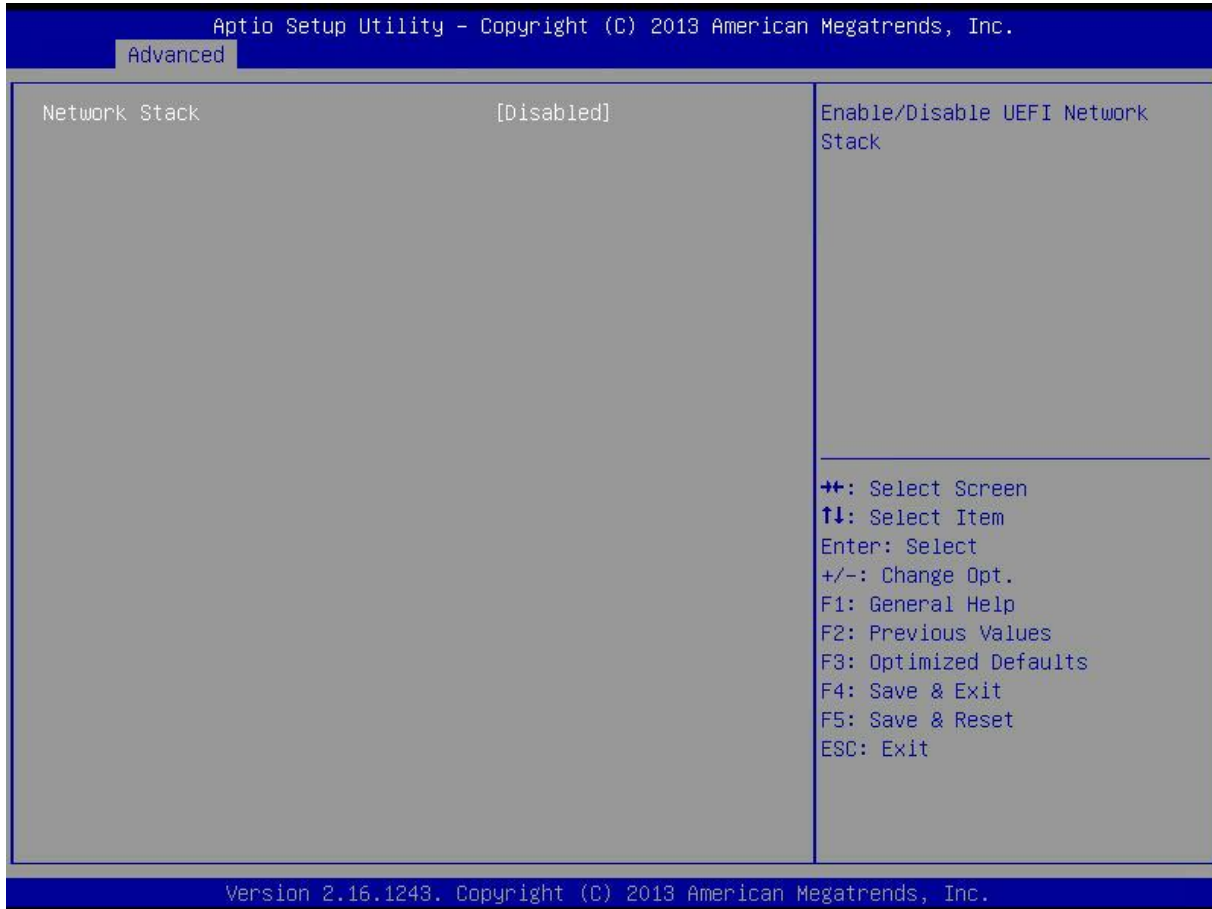 Aptio Setup Utility – Copyright (C) 2013 American Megatrends, Inc.
Advanced
Network Stack [Disabled]
Enable/Disable UEFI Network
Stack
→←: Select Screen
↑↓: Select Item
Enter: Select
+/-: Change Opt.
F1: General Help
F2: Previous Values
F3: Optimized Defaults
F4: Save & Exit
F5: Save & Reset
ESC: Exit
Version 2.16.1243. Copyright (C) 2013 American Megatrends, Inc.